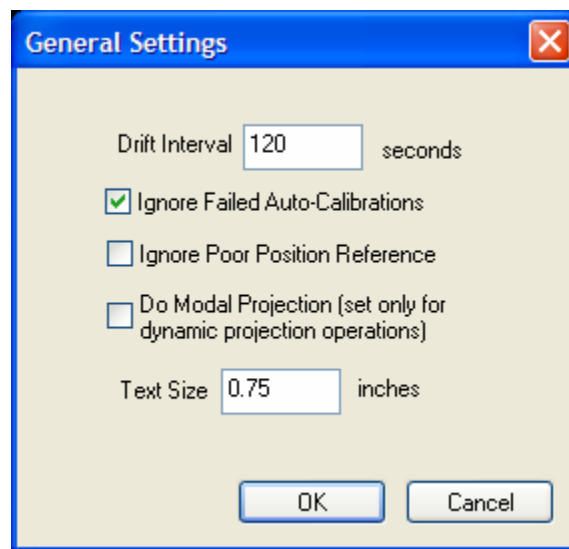 General Settings
Drift Interval 120 seconds
Ignore Failed Auto-Calibrations
Ignore Poor Position Reference
Do Modal Projection (set only for
dynamic projection operations)
Text Size 0.75 inches
OK Cancel